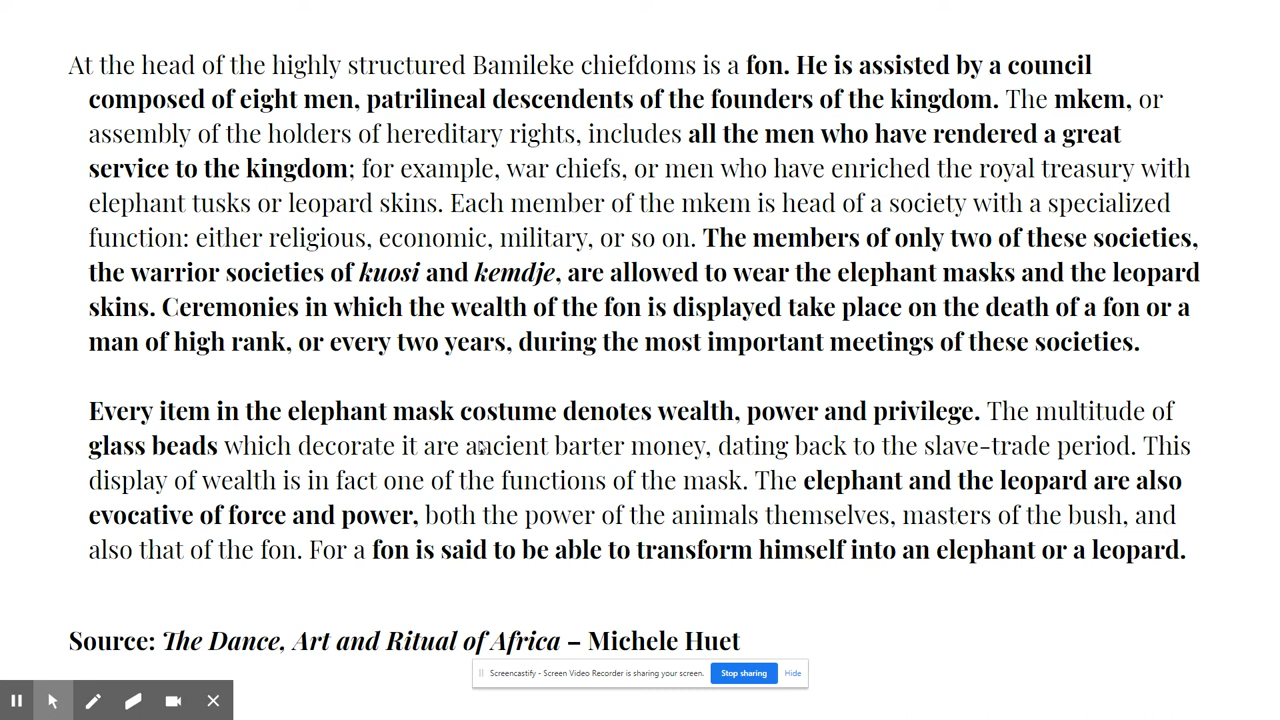 At the head of the highly structured Bamileke chiefdoms is a fon. He is assisted by a council
composed of eight men, patrilineal descendents of the founders of the kingdom. The mkem, or
assembly of the holders of hereditary rights, includes all the men who have rendered a great
service to the kingdom; for example, war chiefs, or men who have enriched the royal treasury with
elephant tusks or leopard skins. Each member of the mkem is head of a society with a specialized
function: either religious, economic, military, or so on. The members of only two of these societies,
the warrior societies of kuosi and kemdje, are allowed to wear the elephant masks and the leopard
skins. Ceremonies in which the wealth of the fon is displayed take place on the death of a fon or a
man of high rank, or every two years, during the most important meetings of these societies.
Every item in the elephant mask costume denotes wealth, power and privilege. The multitude of
glass beads which decorate it are ancient barter money, dating back to the slave-trade period. This
display of wealth is in fact one of the functions of the mask. The elephant and the leopard are also
evocative of force and power, both the power of the animals themselves, masters of the bush, and
also that of the fon. For a fon is said to be able to transform himself into an elephant or a leopard.
Source: The Dance, Art and Ritual of Africa – Michele Huet
Screencastify - Screen Video Recorder is sharing your screen. Stop sharing Hide